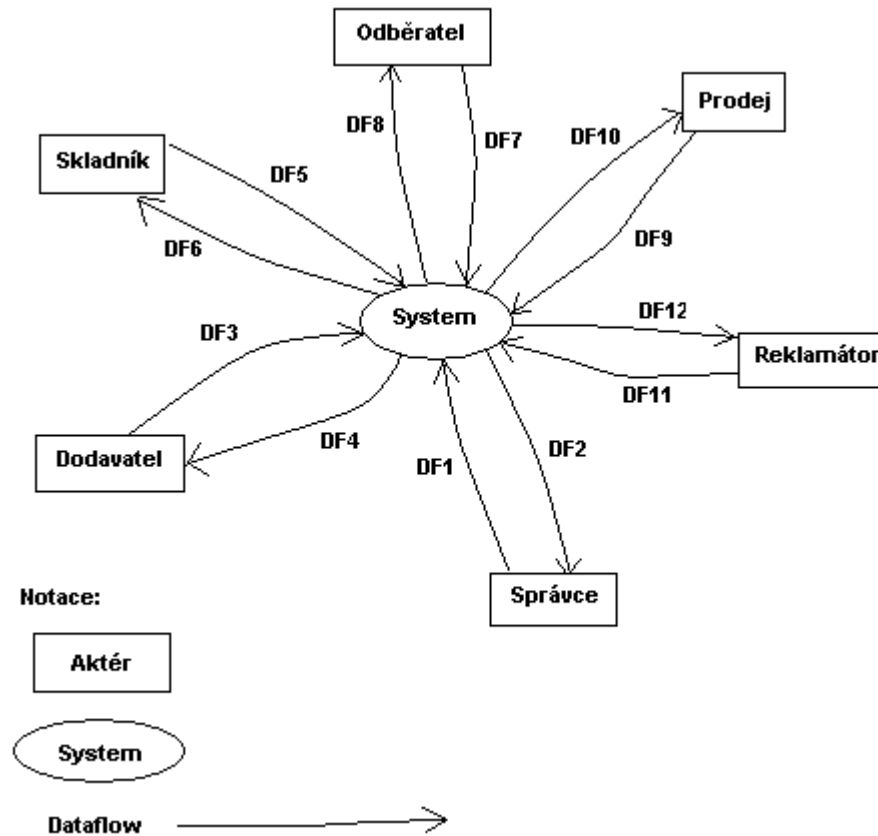 Odběratel
Prodej
DF8
DF7
DF10
Skladník
DF5
DF9
DF6
System
DF12
DF3
Reklamátor
DF11
DF4
DF2
Dodavatel
DF1
Správce
Notace:
Aktér
System
Dataflow